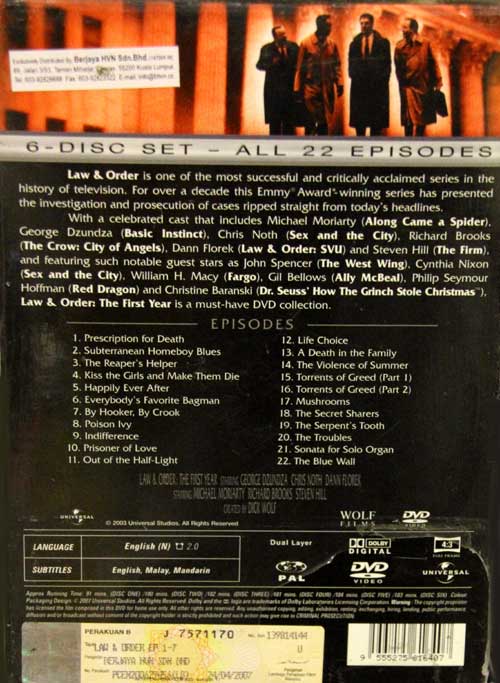 Exclusively Distributed By Berjaya HVN Sdn.Bhd.
6-DISC SET – ALL 22 EPISODES
Law & Order is one of the most successful and critically acclaimed series in the
history of television. For over a decade this Emmy® Award®-winning series has presented
the investigation and prosecution of cases ripped straight from today's headlines.
With a celebrated cast that includes Michael Moriarty (Along Came a Spider),
George Dzundza (Basic Instinct), Chris Noth (Sex and the City), Richard Brooks
(The Crow: City of Angels), Dann Florek (Law & Order: SVU) and Steven Hill (The Firm),
and featuring such notable guest stars as John Spencer (The West Wing), Cynthia Nixon
(Sex and the City), William H. Macy (Fargo), Gil Bellows (Ally McBeal), Philip Seymour
Hoffman (Red Dragon) and Christine Baranski (Dr. Seuss' How The Grinch Stole Christmas™),
Law & Order: The First Year is a must-have DVD collection.
EPISODES
1. Prescription for Death
2. Subterranean Homeboy Blues
3. The Reaper's Helper
4. Kiss the Girls and Make Them Die
5. Happily Ever After
6. Everybody's Favorite Bagman
7. By Hooker, By Crook
8. Poison Ivy
9. Indifference
10. Prisoner of Love
11. Out of the Half-Light
12. Life Choice
13. A Death in the Family
14. The Violence of Summer
15. Torrents of Greed (Part 1)
16. Torrents of Greed (Part 2)
17. Mushrooms
18. The Secret Sharers
19. The Serpent's Tooth
20. The Troubles
21. Sonata for Solo Organ
22. The Blue Wall
LAW & ORDER: THE FIRST YEAR STARRING GEORGE DZUNDZA CHRIS NOTH DANN FLOREK
STARRING MICHAEL MORIARTY RICHARD BROOKS STEVEN HILL
CREATED BY DICK WOLF
UNIVERSAL
© 2003 Universal Studios. All Rights Reserved
WOLF
FILMS
DVD
VIDEO
LANGUAGE English (N) 2.0
SUBTITLES English, Malay, Mandarin
Dual Layer
DOLBY
DIGITAL
4:3
FULL FRAME
PAL
DVD
VIDEO
UNIVERSAL
PERAKUAN B
J 7571170
"LAW & ORDER EP 1-7
BERJAYA HVN SDN BHD
24/04/2007
U
9 555275 016407